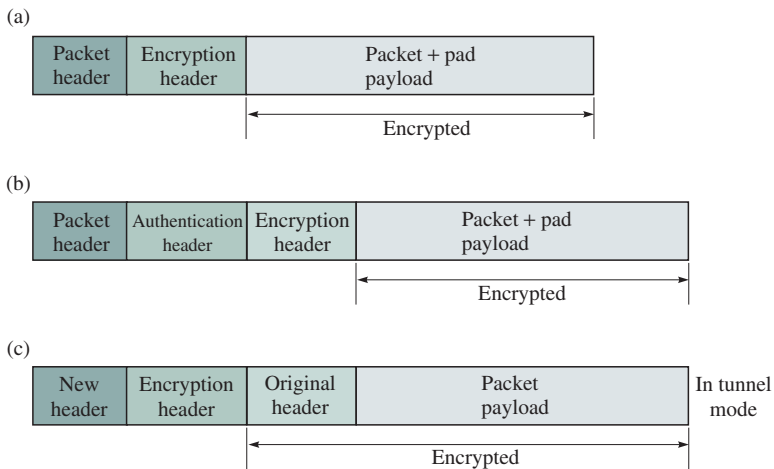 (a)
Packet header
Encryption header
Packet + pad payload
Encrypted
(b)
Packet header
Authentication header
Encryption header
Packet + pad payload
Encrypted
(c)
New header
Encryption header
Original header
Packet payload
In tunnel mode
Encrypted